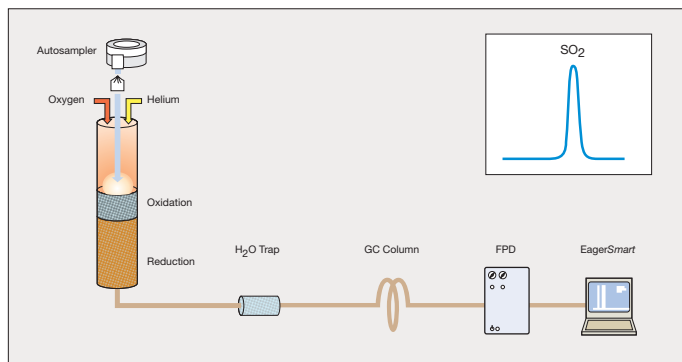 Autosampler
SO₂
Oxygen
Helium
Oxidation
H₂O Trap
GC Column
FPD
EagerSmart
Reduction